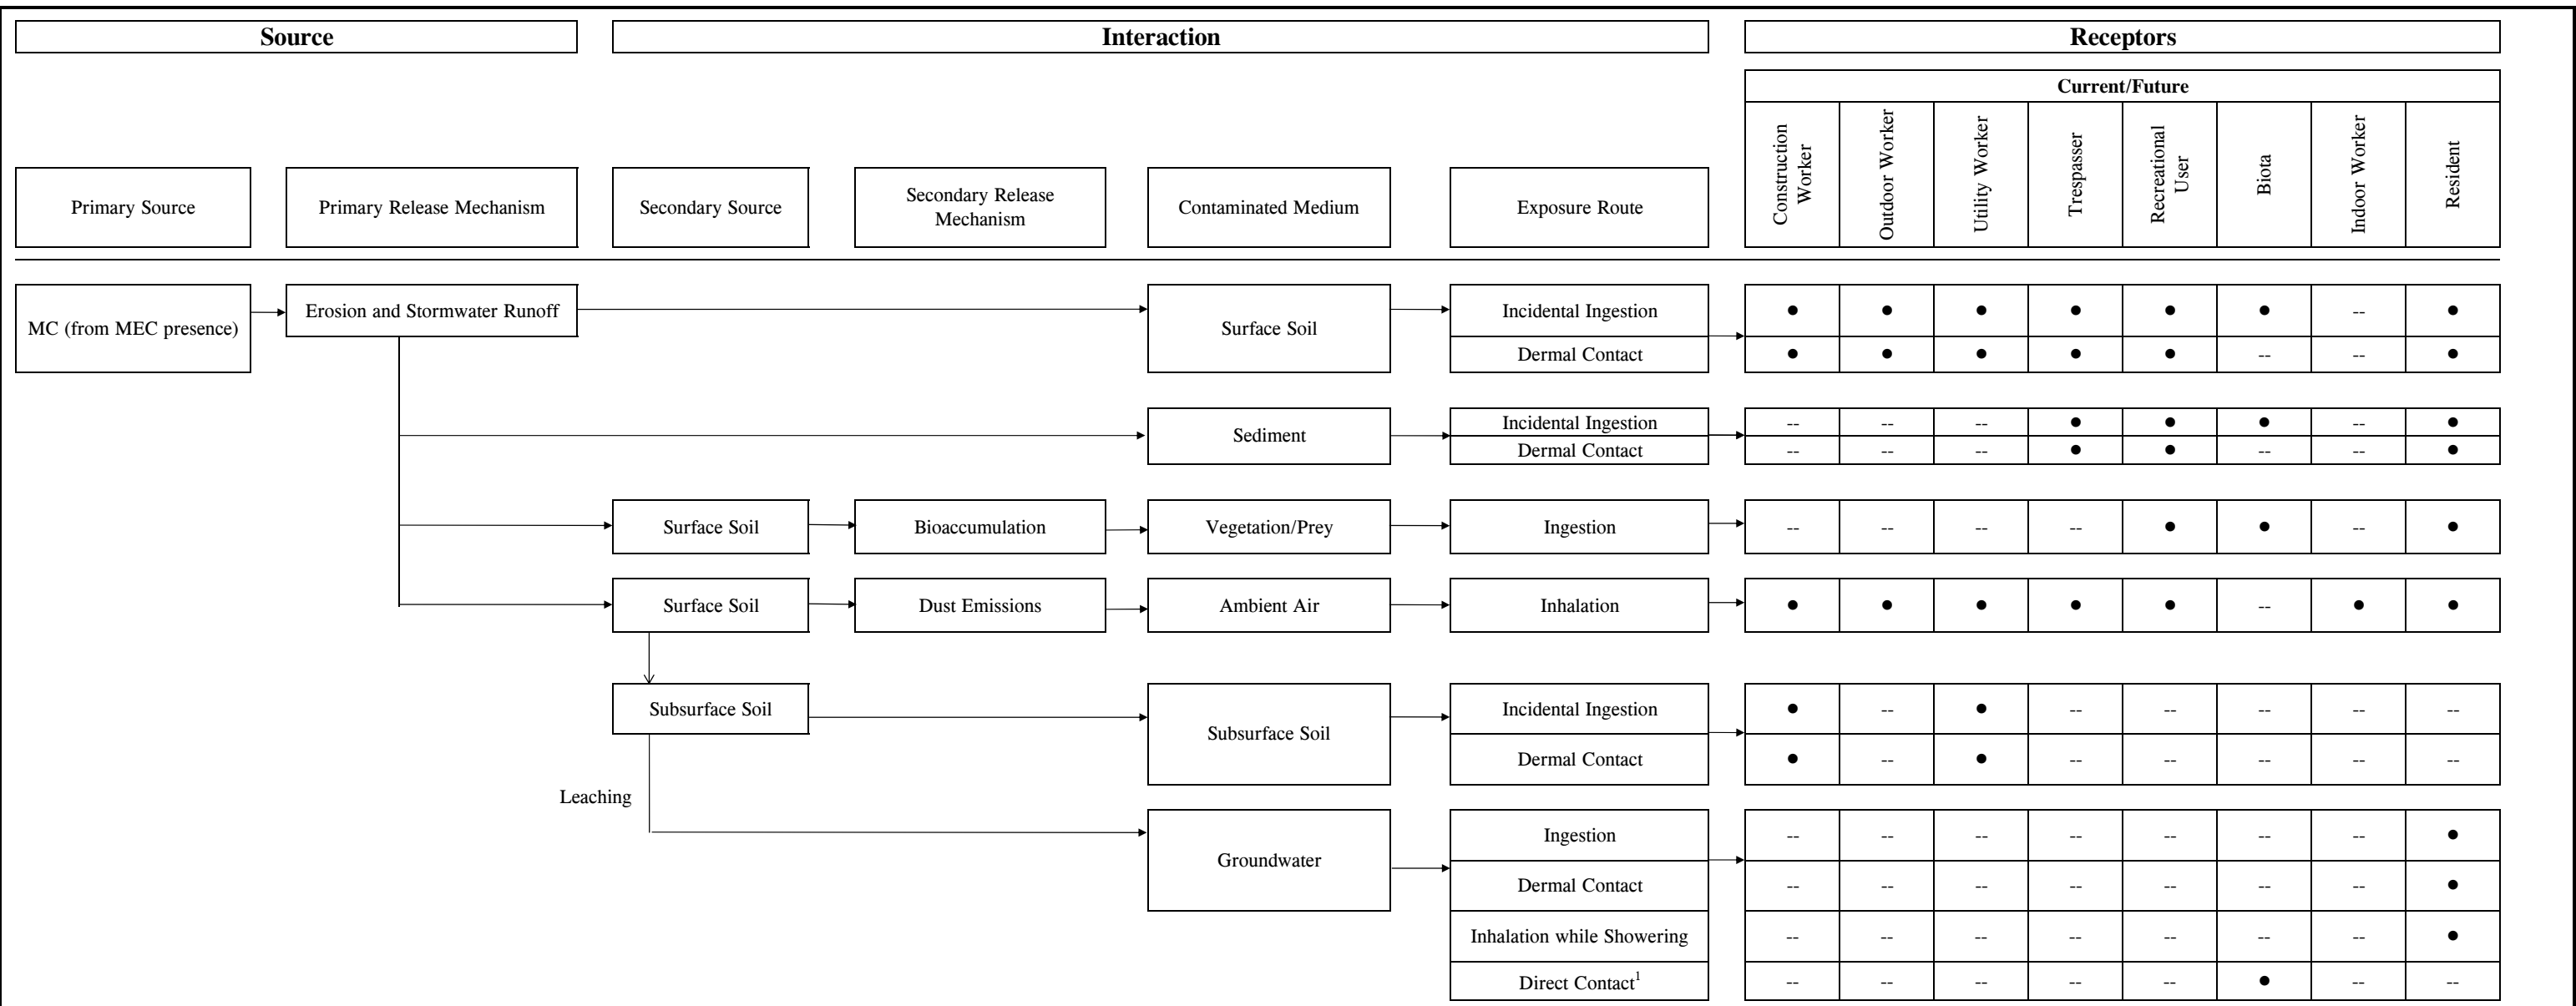 Source
Interaction
Receptors
Current/Future
Primary Source
Primary Release Mechanism
Secondary Source
Secondary Release
Mechanism
Contaminated Medium
Exposure Route
Construction
Worker
Outdoor Worker
Utility Worker
Trespasser
Recreational
User
Biota
Indoor Worker
Resident
MC (from MEC presence)
Erosion and Stormwater Runoff
Surface Soil
Incidental Ingestion
● ● ● ● ● ● -- ●
Dermal Contact
● ● ● ● ● -- -- ●
Sediment
Incidental Ingestion
-- -- -- ● ● ● -- ●
Dermal Contact
-- -- -- ● ● -- -- ●
Surface Soil
Bioaccumulation
Vegetation/Prey
Ingestion
-- -- -- -- ● ● -- ●
Surface Soil
Dust Emissions
Ambient Air
Inhalation
● ● ● ● ● -- ● ●
Subsurface Soil
Subsurface Soil
Incidental Ingestion
● -- ● -- -- -- -- --
Dermal Contact
● -- ● -- -- -- -- --
Leaching
Groundwater
Ingestion
-- -- -- -- -- -- -- ●
Dermal Contact
-- -- -- -- -- -- -- ●
Inhalation while Showering
-- -- -- -- -- -- -- ●
Direct Contact¹
-- -- -- -- -- ● -- --